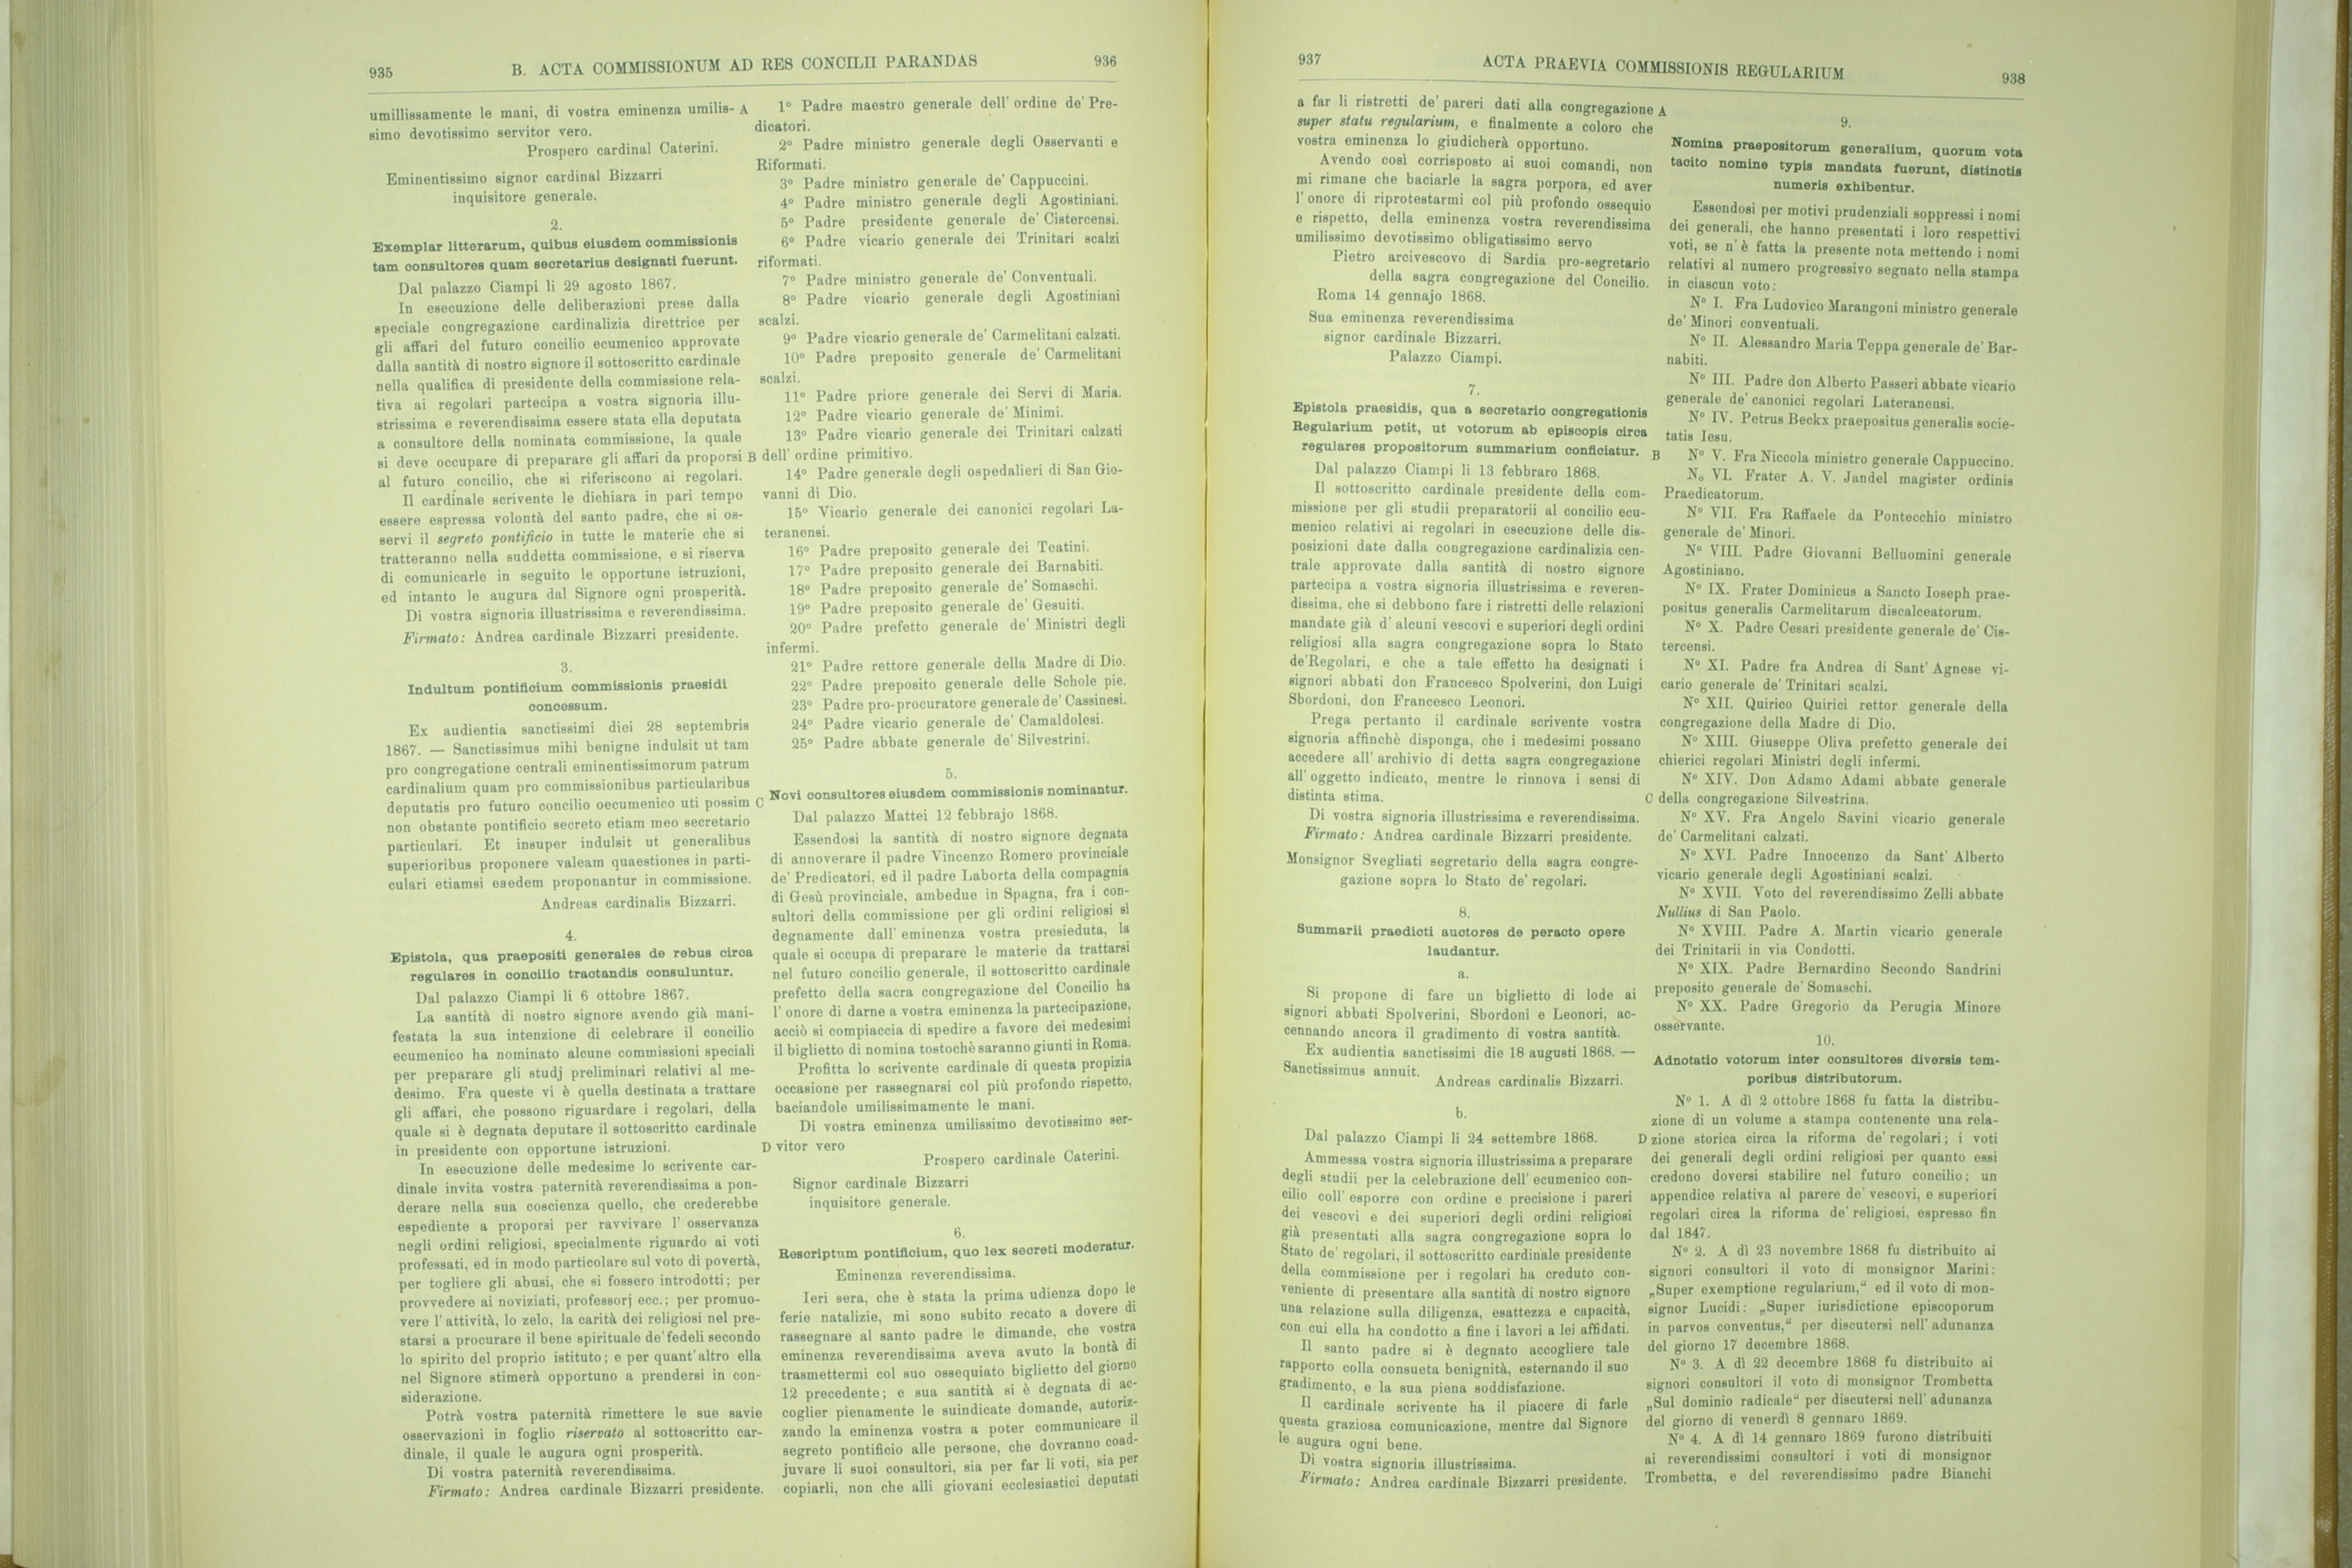 935
B. ACTA COMMISSIONUM AD RES CONCILII PARANDAS
936
umillissamente le mani, di vostra eminenza umilis-
simo devotissimo servitor vero.
Prospero cardinal Caterini.
Eminentissimo signor cardinal Bizzarri
inquisitore generale.
2.
Exemplar litterarum, quibus eiusdem commissionis
tam consultores quam secretarius designati fuerunt.
Dal palazzo Ciampi li 29 agosto 1867.
In esecuzione delle deliberazioni prese dalla
speciale congregazione cardinalizia direttrice per
gli affari del futuro concilio ecumenico approvate
dalla santità di nostro signore il sottoscritto cardinale
nella qualifica di presidente della commissione rela-
tiva ai regolari partecipa a vostra signoria illu-
strissima e reverendissima essere stata ella deputata
a consultore della nominata commissione, la quale
si deve occupare di preparare gli affari da proporsi
al futuro concilio, che si riferiscono ai regolari.
Il cardinale scrivente le dichiara in pari tempo
essere espressa volontà del santo padre, che si os-
servi il segreto pontificio in tutte le materie che si
tratteranno nella suddetta commissione, e si riserva
di comunicarle in seguito le opportune istruzioni,
ed intanto le augura dal Signore ogni prosperità.
Di vostra signoria illustrissima e reverendissima.
Firmato: Andrea cardinale Bizzarri presidente.
3.
Indultum pontificium commissionis praesidi
concessum.
Ex audientia sanctissimi diei 28 septembris
1867. — Sanctissimus mihi benigne indulsit ut tam
pro congregatione centrali eminentissimorum patrum
cardinalium quam pro commissionibus particularibus
deputatis pro futuro concilio oecumenico uti possim
non obstante pontificio secreto etiam meo secretario
particulari. Et insuper indulsit ut generalibus
superioribus proponere valeam quaestiones in parti-
culari etiamsi eaedem proponantur in commissione.
Andreas cardinalis Bizzarri.
4.
Epistola, qua praepositi generales de rebus circa
regulares in concilio tractandis consuluntur.
Dal palazzo Ciampi li 6 ottobre 1867.
La santità di nostro signore avendo già mani-
festata la sua intenzione di celebrare il concilio
ecumenico ha nominato alcune commissioni speciali
per preparare gli studj preliminari relativi al me-
desimo. Fra queste vi è quella destinata a trattare
gli affari, che possono riguardare i regolari, della
quale si è degnata deputare il sottoscritto cardinale
in presidente con opportune istruzioni.
In esecuzione delle medesime lo scrivente car-
dinale invita vostra paternità reverendissima a pon-
derare nella sua coscienza quello, che crederebbe
espediente a proporsi per ravvivare l' osservanza
negli ordini religiosi, specialmente riguardo ai voti
professati, ed in modo particolare sul voto di povertà,
per togliere gli abusi, che si fossero introdotti; per
provvedere ai noviziati, professorj ecc.; per promuo-
vere l' attività, lo zelo, la carità dei religiosi nel pre-
starsi a procurare il bene spirituale de' fedeli secondo
lo spirito del proprio istituto; e per quant' altro ella
nel Signore stimerà opportuno a prendersi in con-
siderazione.
Potrà vostra paternità rimettere le sue savie
osservazioni in foglio riservato al sottoscritto car-
dinale, il quale le augura ogni prosperità.
Di vostra paternità reverendissima.
Firmato: Andrea cardinale Bizzarri presidente.
A
B
C
D
1º Padre maestro generale dell' ordine de' Pre-
dicatori.
2º Padre ministro generale degli Osservanti e
Riformati.
3º Padre ministro generale de' Cappuccini.
4º Padre ministro generale degli Agostiniani.
5º Padre presidente generale de' Cistercensi.
6º Padre vicario generale dei Trinitari scalzi
riformati.
7º Padre ministro generale de' Conventuali.
8º Padre vicario generale degli Agostiniani
scalzi.
9º Padre vicario generale de' Carmelitani calzati.
10º Padre preposito generale de' Carmelitani
scalzi.
11º Padre priore generale dei Servi di Maria.
12º Padre vicario generale de' Minimi.
13º Padre vicario generale dei Trinitari calzati
dell' ordine primitivo.
14º Padre generale degli ospedalieri di San Gio-
vanni di Dio.
15º Vicario generale dei canonici regolari La-
teranensi.
16º Padre preposito generale dei Teatini.
17º Padre preposito generale dei Barnabiti.
18º Padre preposito generale de' Somaschi.
19º Padre preposito generale de' Gesuiti.
20º Padre prefetto generale de' Ministri degli
infermi.
21º Padre rettore generale della Madre di Dio.
22º Padre preposito generale delle Schole pie.
23º Padre pro-procuratore generale de' Cassinesi.
24º Padre vicario generale de' Camaldolesi.
25º Padre abbate generale de' Silvestrini.
5.
Novi consultores eiusdem commissionis nominantur.
Dal palazzo Mattei 12 febbrajo 1868.
Essendosi la santità di nostro signore degnata
di annoverare il padre Vincenzo Romero provinciale
de' Predicatori, ed il padre Laborta della compagnia
di Gesù provinciale, ambedue in Spagna, fra i con-
sultori della commissione per gli ordini religiosi sì
degnamente dall' eminenza vostra presieduta, la
quale si occupa di preparare le materie da trattarsi
nel futuro concilio generale, il sottoscritto cardinale
prefetto della sacra congregazione del Concilio ha
l' onore di darne a vostra eminenza la partecipazione,
acciò si compiaccia di spedire a favore dei medesimi
il biglietto di nomina tostochè saranno giunti in Roma.
Profitta lo scrivente cardinale di questa propizia
occasione per rassegnarsi col più profondo rispetto,
baciandole umilissimamente le mani.
Di vostra eminenza umilissimo devotissimo ser-
vitor vero
Prospero cardinale Caterini.
Signor cardinale Bizzarri
inquisitore generale.
6.
Rescriptum pontificium, quo lex secreti moderatur.
Eminenza reverendissima.
Ieri sera, che è stata la prima udienza dopo le
ferie natalizie, mi sono subito recato a dovere di
rassegnare al santo padre le dimande, che vostra
eminenza reverendissima aveva avuto la bontà di
trasmettermi col suo ossequiato biglietto del giorno
12 precedente; e sua santità si è degnata di ac-
coglier pienamente le suindicate domande, autoriz-
zando la eminenza vostra a poter communicare il
segreto pontificio alle persone, che dovranno coad-
juvare li suoi consultori, sia per far li voti, sia per
copiarli, non che alli giovani ecclesiastici deputati
937
ACTA PRAEVIA COMMISSIONIS REGULARIUM
938
a far li ristretti de' pareri dati alla congregazione
super statu regularium, e finalmente a coloro che
vostra eminenza lo giudicherà opportuno.
Avendo così corrisposto ai suoi comandi, non
mi rimane che baciarle la sagra porpora, ed aver
l' onore di riprotestarmi col più profondo ossequio
e rispetto, della eminenza vostra reverendissima
umilissimo devotissimo obligatissimo servo
Pietro arcivescovo di Sardia pro-segretario
della sagra congregazione del Concilio.
Roma 14 gennajo 1868.
Sua eminenza reverendissima
signor cardinale Bizzarri.
Palazzo Ciampi.
7.
Epistola praesidis, qua a secretario congregationis
Regularium petit, ut votorum ab episcopis circa
regulares propositorum summarium conficiatur.
Dal palazzo Ciampi li 13 febbraro 1868.
Il sottoscritto cardinale presidente della com-
missione per gli studii preparatorii al concilio ecu-
menico relativi ai regolari in esecuzione delle dis-
posizioni date dalla congregazione cardinalizia cen-
trale approvate dalla santità di nostro signore
partecipa a vostra signoria illustrissima e reveren-
dissima, che si debbono fare i ristretti delle relazioni
mandate già d' alcuni vescovi e superiori degli ordini
religiosi alla sagra congregazione sopra lo Stato
de'Regolari, e che a tale effetto ha designati i
signori abbati don Francesco Spolverini, don Luigi
Sbordoni, don Francesco Leonori.
Prega pertanto il cardinale scrivente vostra
signoria affinchè disponga, che i medesimi possano
accedere all' archivio di detta sagra congregazione
all' oggetto indicato, mentre le rinnova i sensi di
distinta stima.
Di vostra signoria illustrissima e reverendissima.
Firmato: Andrea cardinale Bizzarri presidente.
Monsignor Svegliati segretario della sagra congre-
gazione sopra lo Stato de' regolari.
8.
Summarii praedicti auctores de peracto opere
laudantur.
a.
Si propone di fare un biglietto di lode ai
signori abbati Spolverini, Sbordoni e Leonori, ac-
cennando ancora il gradimento di vostra santità.
Ex audientia sanctissimi die 18 augusti 1868. —
Sanctissimus annuit.
Andreas cardinalis Bizzarri.
b.
Dal palazzo Ciampi li 24 settembre 1868.
Ammessa vostra signoria illustrissima a preparare
degli studii per la celebrazione dell' ecumenico con-
cilio coll' esporre con ordine e precisione i pareri
dei vescovi e dei superiori degli ordini religiosi
già presentati alla sagra congregazione sopra lo
Stato de' regolari, il sottoscritto cardinale presidente
della commissione per i regolari ha creduto con-
veniente di presentare alla santità di nostro signore
una relazione sulla diligenza, esattezza e capacità,
con cui ella ha condotto a fine i lavori a lei affidati.
Il santo padre si è degnato accogliere tale
rapporto colla consueta benignità, esternando il suo
gradimento, e la sua piena soddisfazione.
Il cardinale scrivente ha il piacere di farle
questa graziosa comunicazione, mentre dal Signore
le augura ogni bene.
Di vostra signoria illustrissima.
Firmato: Andrea cardinale Bizzarri presidente.
A
B
C
D
9.
Nomina praepositorum generalium, quorum vota
tacito nomine typis mandata fuerunt, distinctis
numeris exhibentur.
Essendosi per motivi prudenziali soppressi i nomi
dei generali, che hanno presentati i loro respettivi
voti, se n' è fatta la presente nota mettendo i nomi
relativi al numero progressivo segnato nella stampa
in ciascun voto:
Nº I. Fra Ludovico Marangoni ministro generale
de' Minori conventuali.
Nº II. Alessandro Maria Teppa generale de' Bar-
nabiti.
Nº III. Padre don Alberto Passeri abbate vicario
generale de' canonici regolari Lateranensi.
Nº IV. Petrus Beckx praepositus generalis socie-
tatis Iesu.
Nº V. Fra Niccola ministro generale Cappuccino.
Nº VI. Frater A. V. Jandel magister ordinis
Praedicatorum.
Nº VII. Fra Raffaele da Pontecchio ministro
generale de' Minori.
Nº VIII. Padre Giovanni Belluomini generale
Agostiniano.
Nº IX. Frater Dominicus a Sancto Ioseph prae-
positus generalis Carmelitarum discalceatorum.
Nº X. Padre Cesari presidente generale de' Cis-
tercensi.
Nº XI. Padre fra Andrea di Sant' Agnese vi-
cario generale de' Trinitari scalzi.
Nº XII. Quirico Quirici rettor generale della
congregazione della Madre di Dio.
Nº XIII. Giuseppe Oliva prefetto generale dei
chierici regolari Ministri degli infermi.
Nº XIV. Don Adamo Adami abbate generale
della congregazione Silvestrina.
Nº XV. Fra Angelo Savini vicario generale
de' Carmelitani calzati.
Nº XVI. Padre Innocenzo da Sant' Alberto
vicario generale degli Agostiniani scalzi.
Nº XVII. Voto del reverendissimo Zelli abbate
Nullius di San Paolo.
Nº XVIII. Padre A. Martin vicario generale
dei Trinitarii in via Condotti.
Nº XIX. Padre Bernardino Secondo Sandrini
preposito generale de' Somaschi.
Nº XX. Padre Gregorio da Perugia Minore
osservante.
10.
Adnotatio votorum inter consultores diversis tem-
poribus distributorum.
Nº 1. A dì 2 ottobre 1868 fu fatta la distribu-
zione di un volume a stampa contenente una rela-
zione storica circa la riforma de' regolari; i voti
dei generali degli ordini religiosi per quanto essi
credono doversi stabilire nel futuro concilio; un
appendice relativa al parere de' vescovi, e superiori
regolari circa la riforma de' religiosi, espresso fin
dal 1847.
Nº 2. A dì 23 novembre 1868 fu distribuito ai
signori consultori il voto di monsignor Marini:
„Super exemptione regularium,“ ed il voto di mon-
signor Lucidi: „Super iurisdictione episcoporum
in parvos conventus,“ per discutersi nell' adunanza
del giorno 17 decembre 1868.
Nº 3. A dì 22 decembre 1868 fu distribuito ai
signori consultori il voto di monsignor Trombetta
„Sul dominio radicale“ per discutersi nell' adunanza
del giorno di venerdì 8 gennaro 1869.
Nº 4. A dì 14 gennaro 1869 furono distribuiti
ai reverendissimi consultori i voti di monsignor
Trombetta, e del reverendissimo padre Bianchi